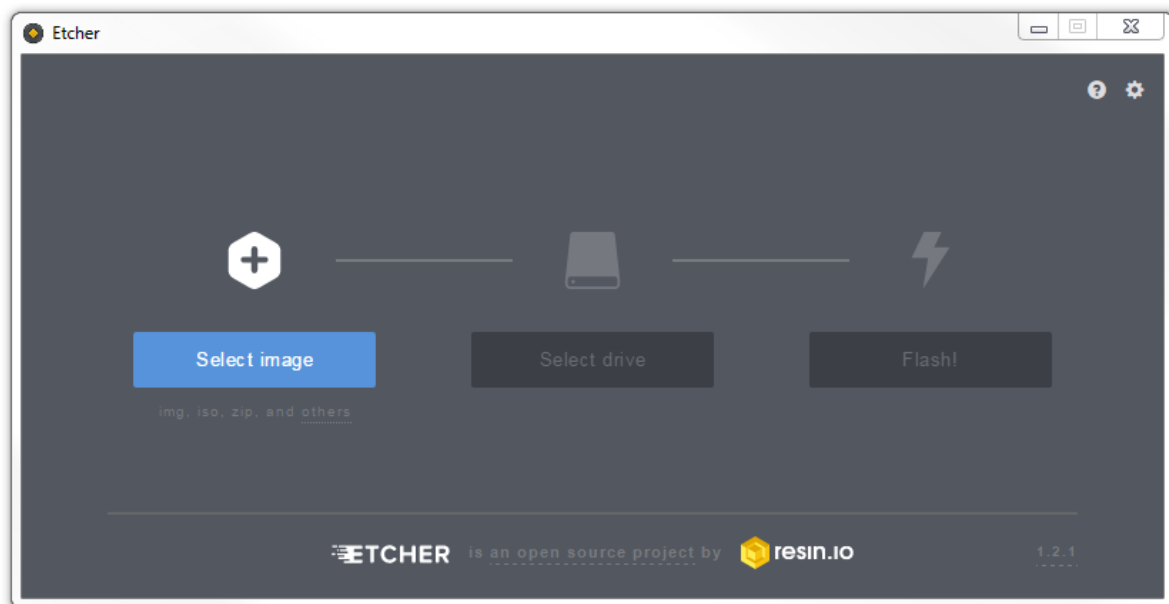 Etcher
Select image
Select drive
Flash!
img, iso, zip, and others
ETCHER is an open source project by resin.io 1.2.1